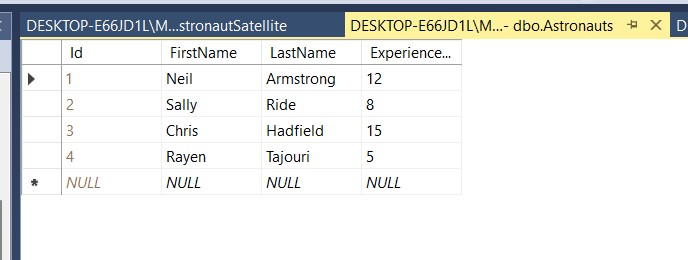 DESKTOP-E66JD1L\M...stronautSatellite DESKTOP-E66JD1L\M...- dbo.Astronauts
Id FirstName LastName Experience...
1 Neil Armstrong 12
2 Sally Ride 8
3 Chris Hadfield 15
4 Rayen Tajouri 5
* NULL NULL NULL NULL